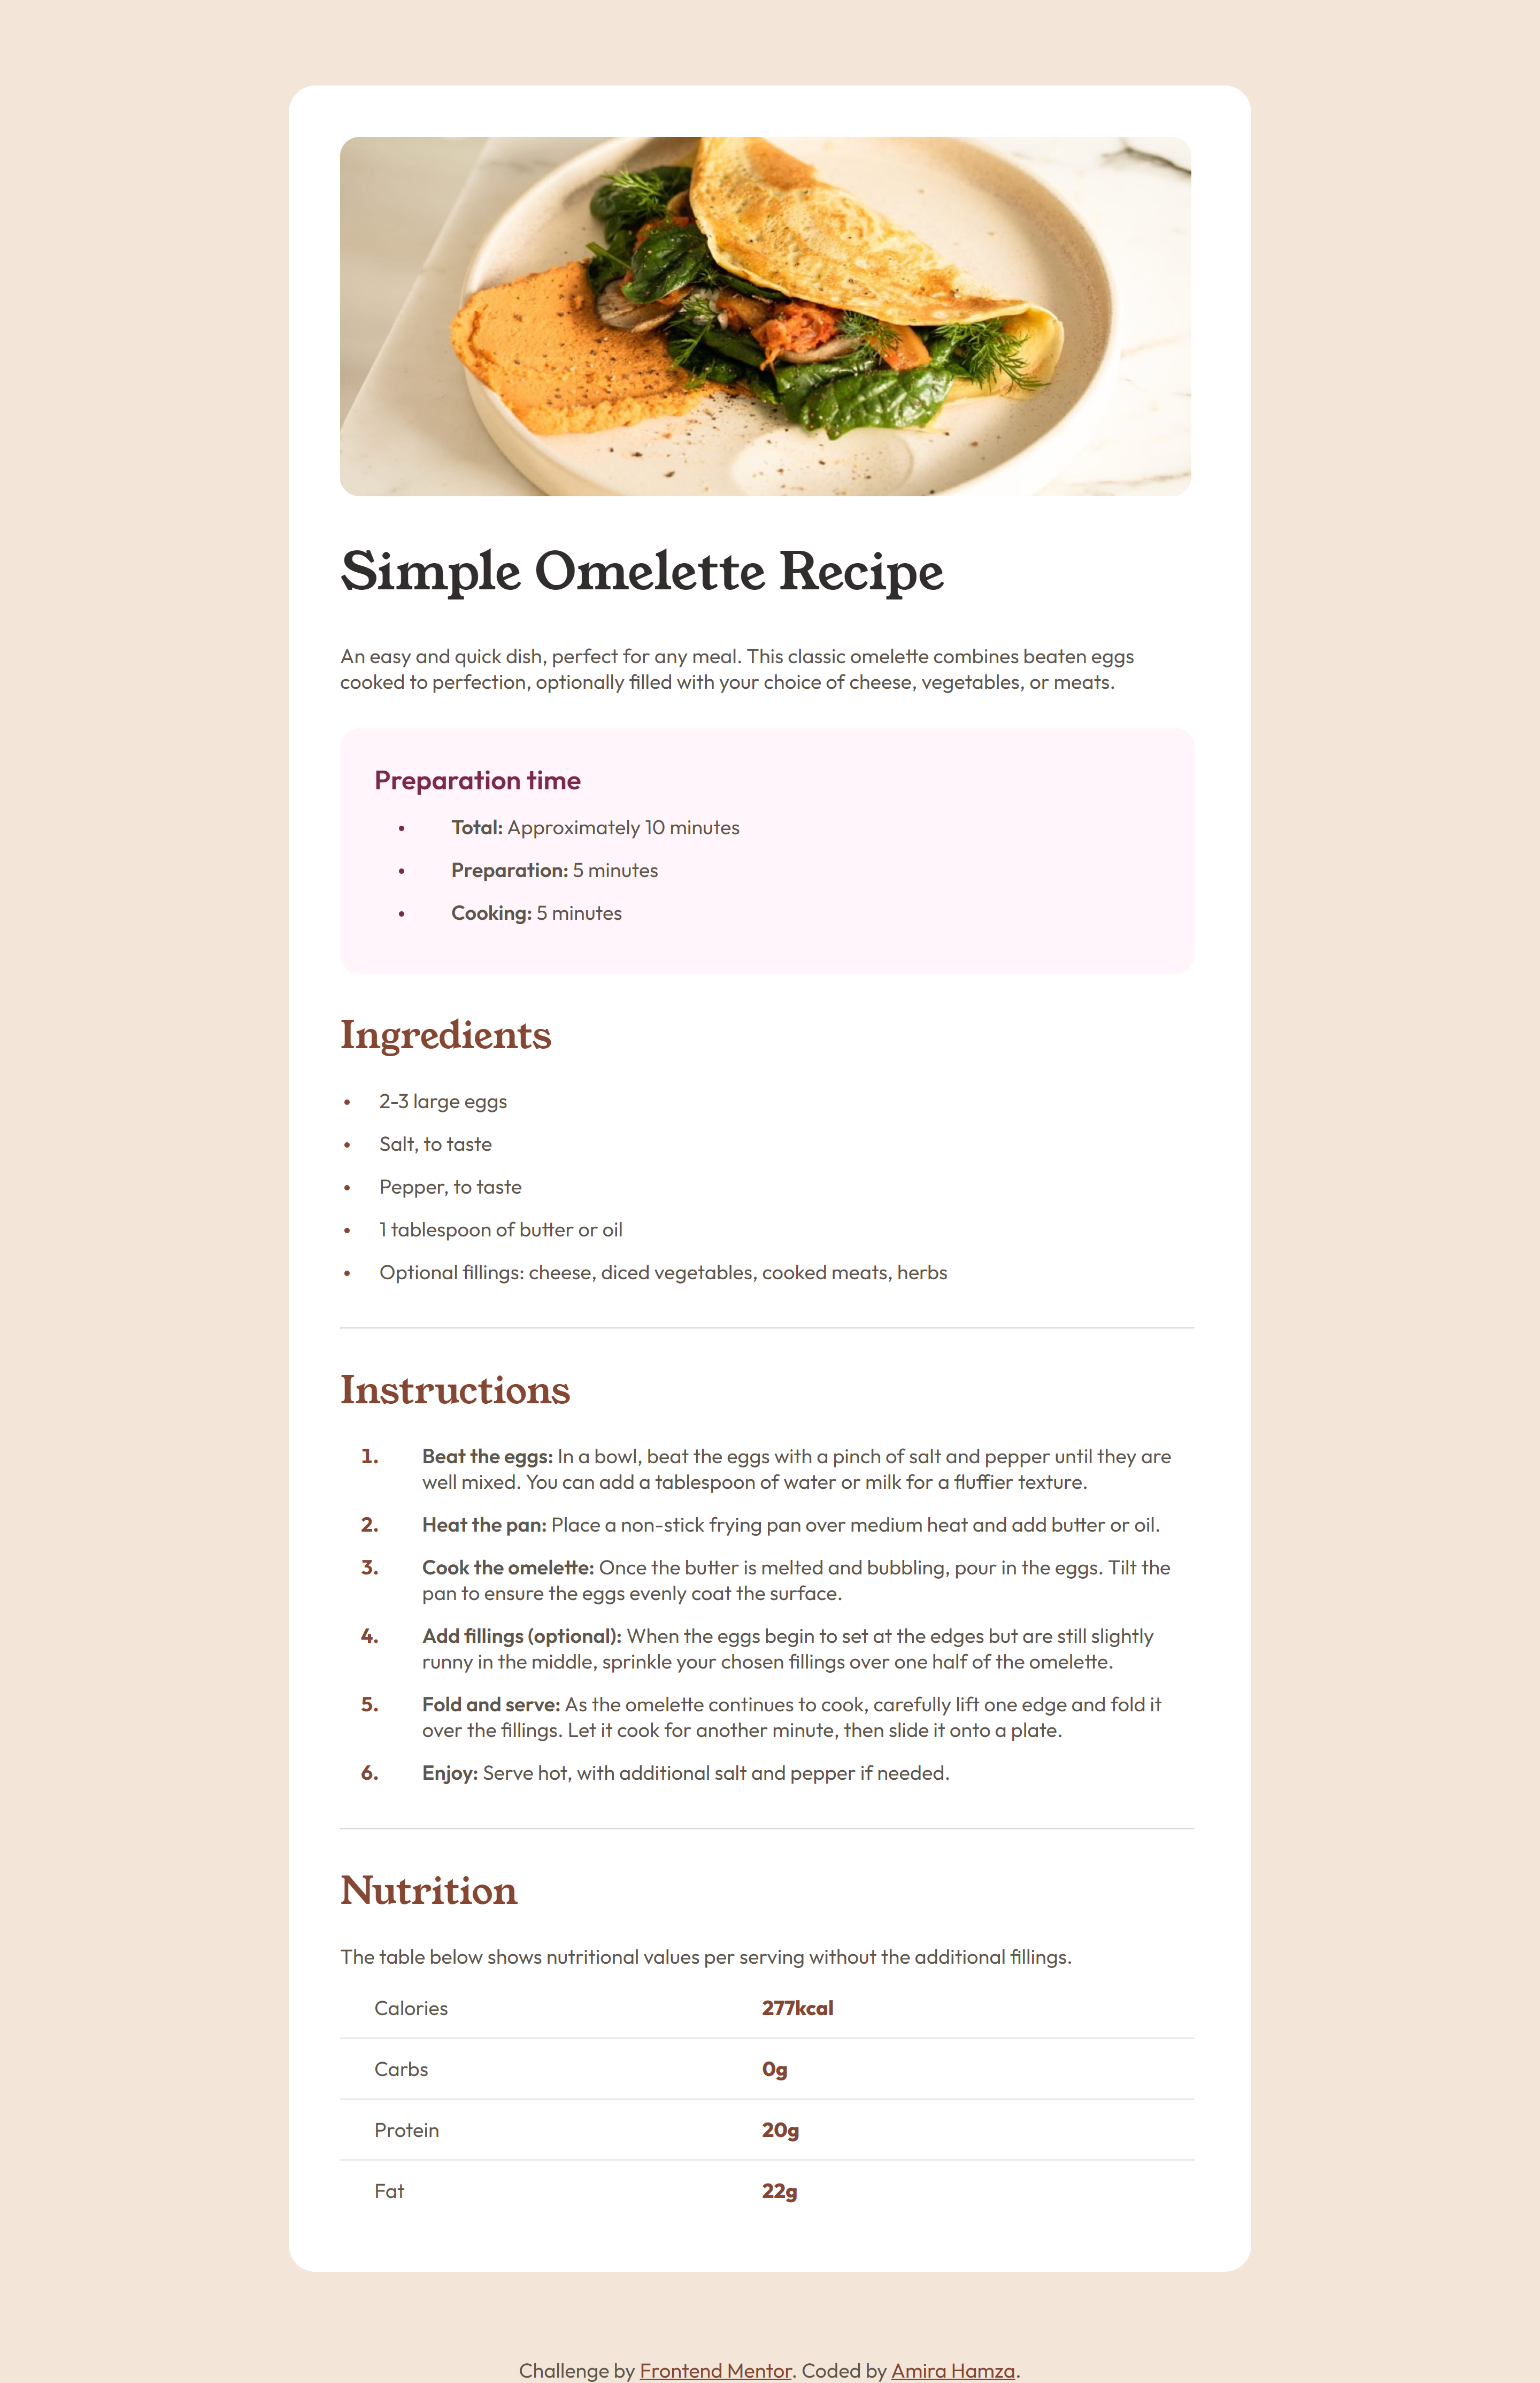 Simple Omelette Recipe
An easy and quick dish, perfect for any meal. This classic omelette combines beaten eggs
cooked to perfection, optionally filled with your choice of cheese, vegetables, or meats.
Preparation time
• Total: Approximately 10 minutes
• Preparation: 5 minutes
• Cooking: 5 minutes
Ingredients
• 2-3 large eggs
• Salt, to taste
• Pepper, to taste
• 1 tablespoon of butter or oil
• Optional fillings: cheese, diced vegetables, cooked meats, herbs
Instructions
1. Beat the eggs: In a bowl, beat the eggs with a pinch of salt and pepper until they are
well mixed. You can add a tablespoon of water or milk for a fluffier texture.
2. Heat the pan: Place a non-stick frying pan over medium heat and add butter or oil.
3. Cook the omelette: Once the butter is melted and bubbling, pour in the eggs. Tilt the
pan to ensure the eggs evenly coat the surface.
4. Add fillings (optional): When the eggs begin to set at the edges but are still slightly
runny in the middle, sprinkle your chosen fillings over one half of the omelette.
5. Fold and serve: As the omelette continues to cook, carefully lift one edge and fold it
over the fillings. Let it cook for another minute, then slide it onto a plate.
6. Enjoy: Serve hot, with additional salt and pepper if needed.
Nutrition
The table below shows nutritional values per serving without the additional fillings.
Calories 277kcal
Carbs 0g
Protein 20g
Fat 22g
Challenge by Frontend Mentor. Coded by Amira Hamza.